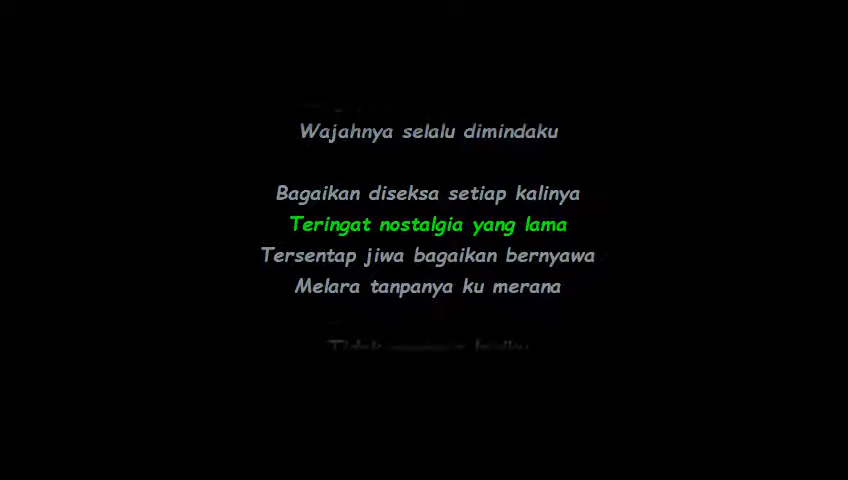 Wajahnya selalu dimindaku
Bagaikan diseksa setiap kalinya
Teringat nostalgia yang lama
Tersentap jiwa bagaikan bernyawa
Melara tanpanya ku merana